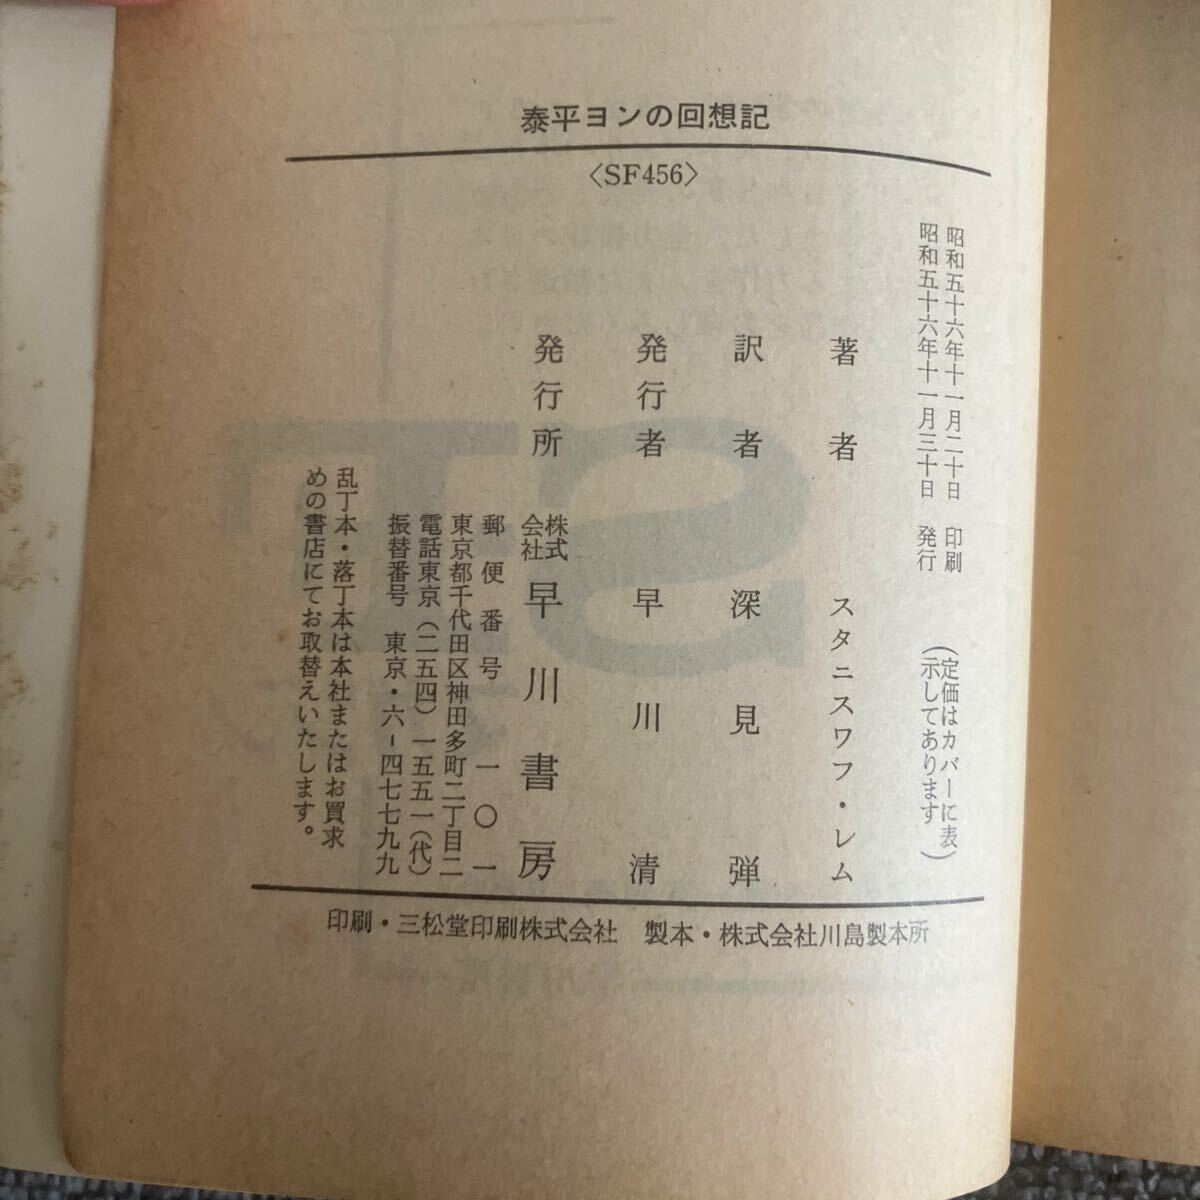 泰平ヨンの回想記
〈SF456〉
昭和五十六年十一月二十日 印刷
昭和五十六年十一月三十日 発行
(定価はカバーに表示してあります)
著者 スタニスワフ・レム
訳者 深見弾
発行者 早川清
発行所 株式会社 早川書房
郵便番号 一〇一
東京都千代田区神田多町二丁目二
電話東京(二五四)一五五一(代)
振替番号 東京・六-四七七九九
乱丁本・落丁本は本社またはお買求
めの書店にてお取替えいたします。
印刷・三松堂印刷株式会社 製本・株式会社川島製本所